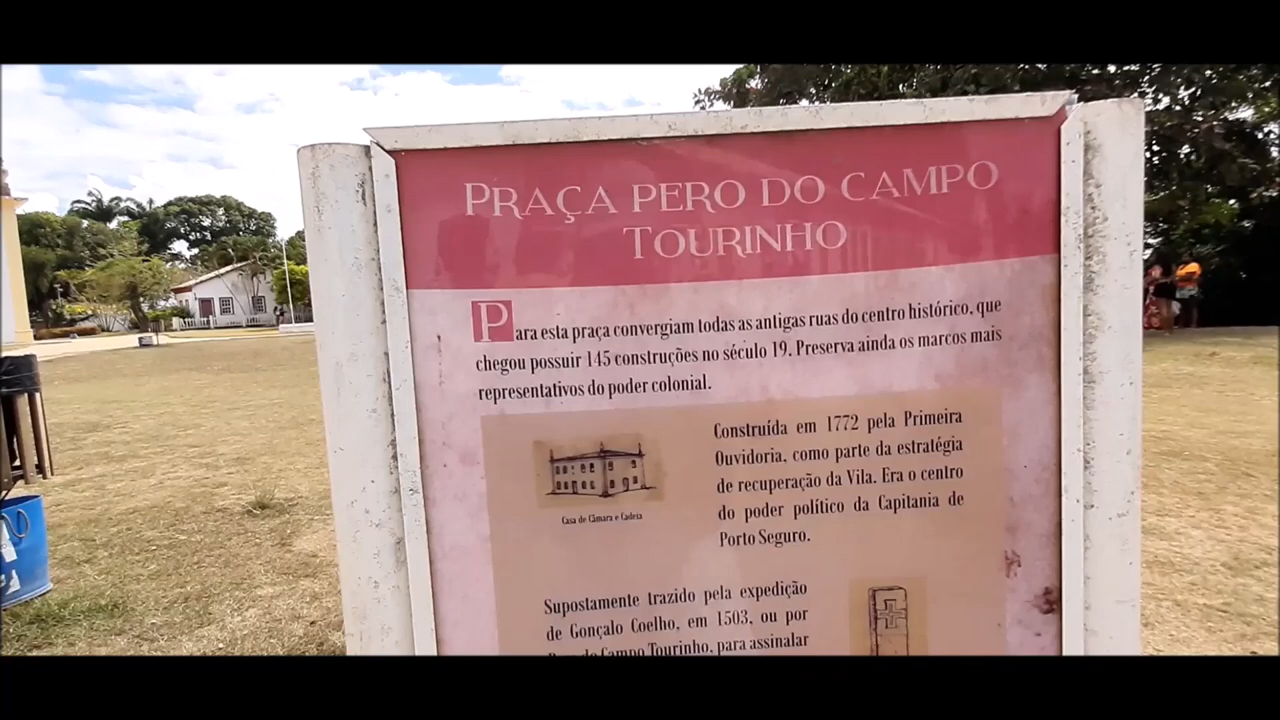 PRAÇA PERO DO CAMPO
TOURINHO
Para esta praça convergiam todas as antigas ruas do centro histórico, que
chegou possuir 145 construções no século 19. Preserva ainda os marcos mais
representativos do poder colonial.
Construída em 1772 pela Primeira
Ouvidoria, como parte da estratégia
de recuperação da Vila. Era o centro
do poder político da Capitania de
Porto Seguro.
Casa de Câmara e Cadeia
Supostamente trazido pela expedição
de Gonçalo Coelho, em 1503, ou por
do Campo Tourinho, para assinalar